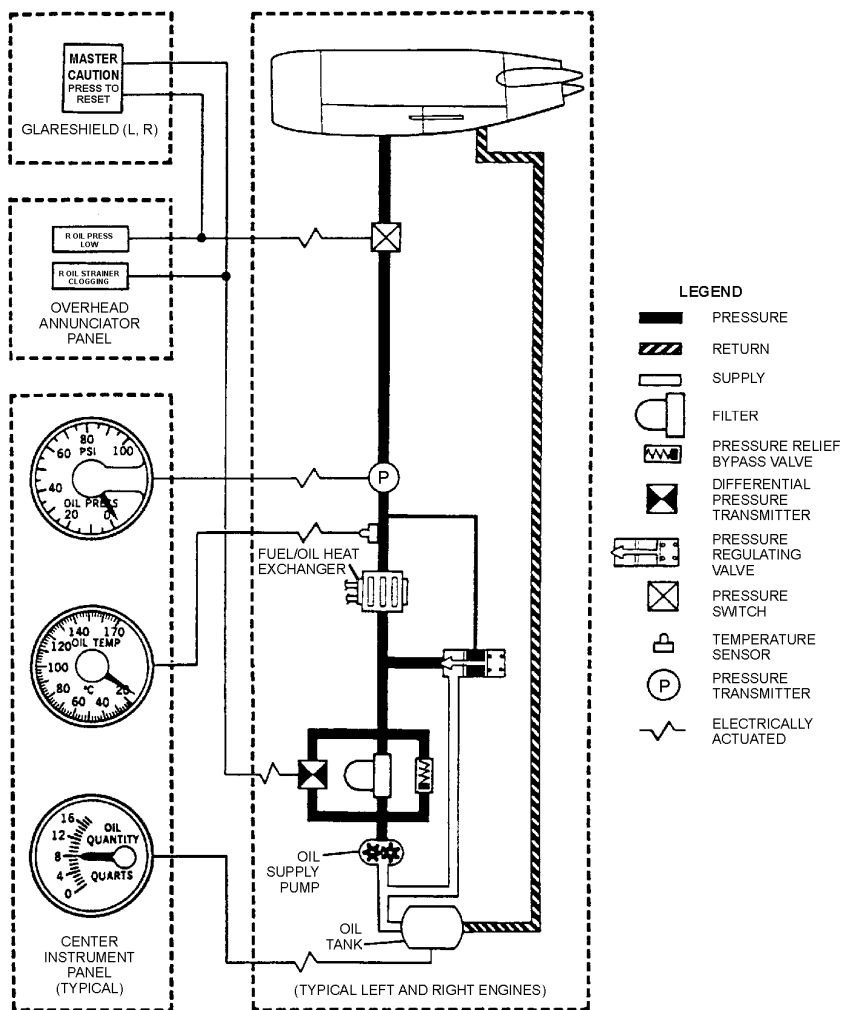 MASTER
CAUTION
PRESS TO
RESET
GLARESHIELD (L, R)
R OIL PRESS
LOW
R OIL STRAINER
CLOGGING
OVERHEAD
ANNUNCIATOR
PANEL
80
PSI
100
60
40
20
0
OIL PRESS
140
170
120
OIL TEMP
100
80
°C
20
60
40
16
12
OIL
QUANTITY
8
4
QUARTS
0
CENTER
INSTRUMENT
PANEL
(TYPICAL)
P
FUEL/OIL HEAT
EXCHANGER
OIL
SUPPLY
PUMP
OIL
TANK
(TYPICAL LEFT AND RIGHT ENGINES)
LEGEND
PRESSURE
RETURN
SUPPLY
FILTER
PRESSURE RELIEF
BYPASS VALVE
DIFFERENTIAL
PRESSURE
TRANSMITTER
PRESSURE
REGULATING
VALVE
PRESSURE
SWITCH
TEMPERATURE
SENSOR
P
PRESSURE
TRANSMITTER
ELECTRICALLY
ACTUATED